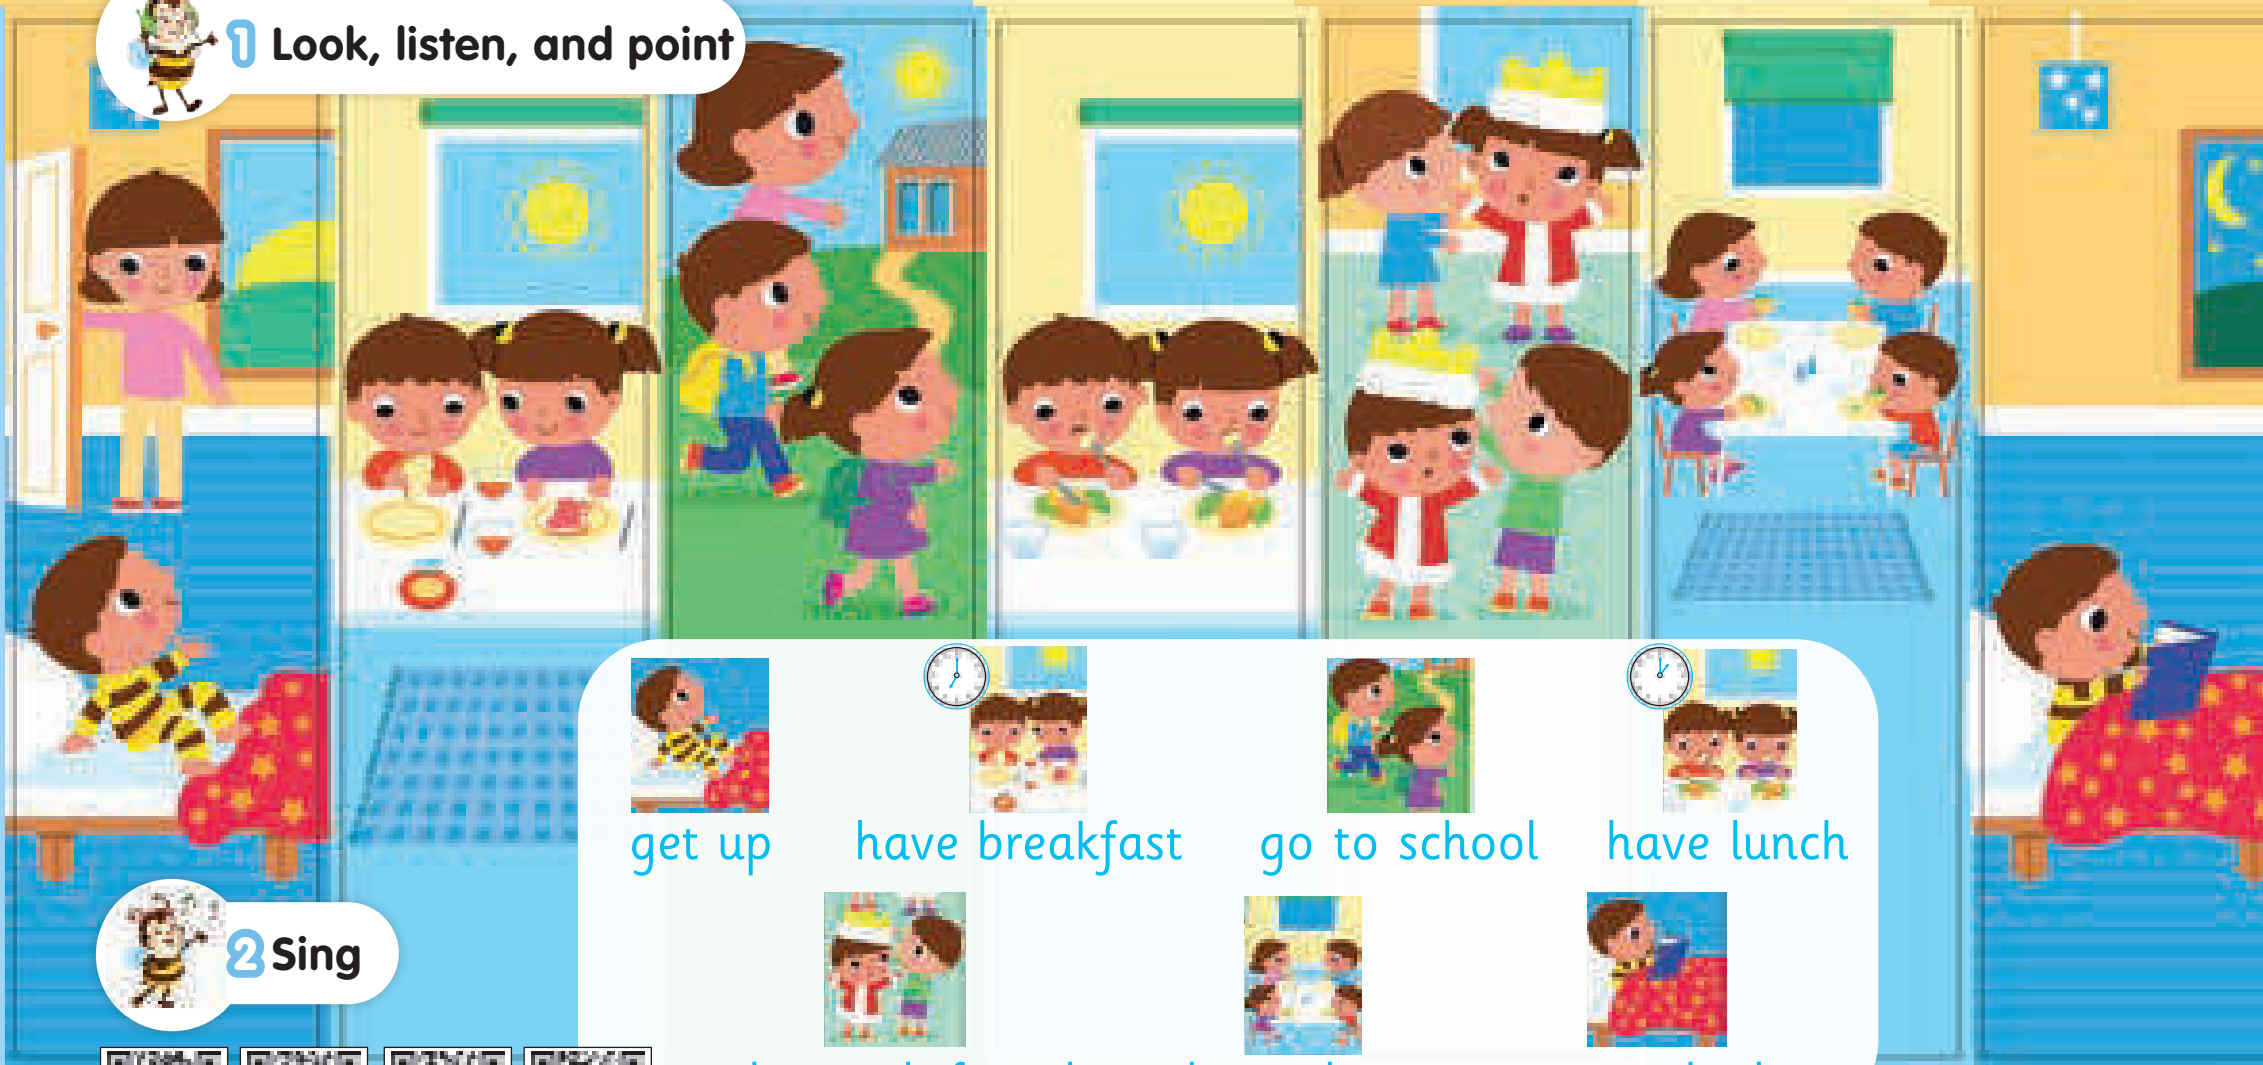 1 Look, listen, and point
get up
have breakfast
go to school
have lunch
2 Sing